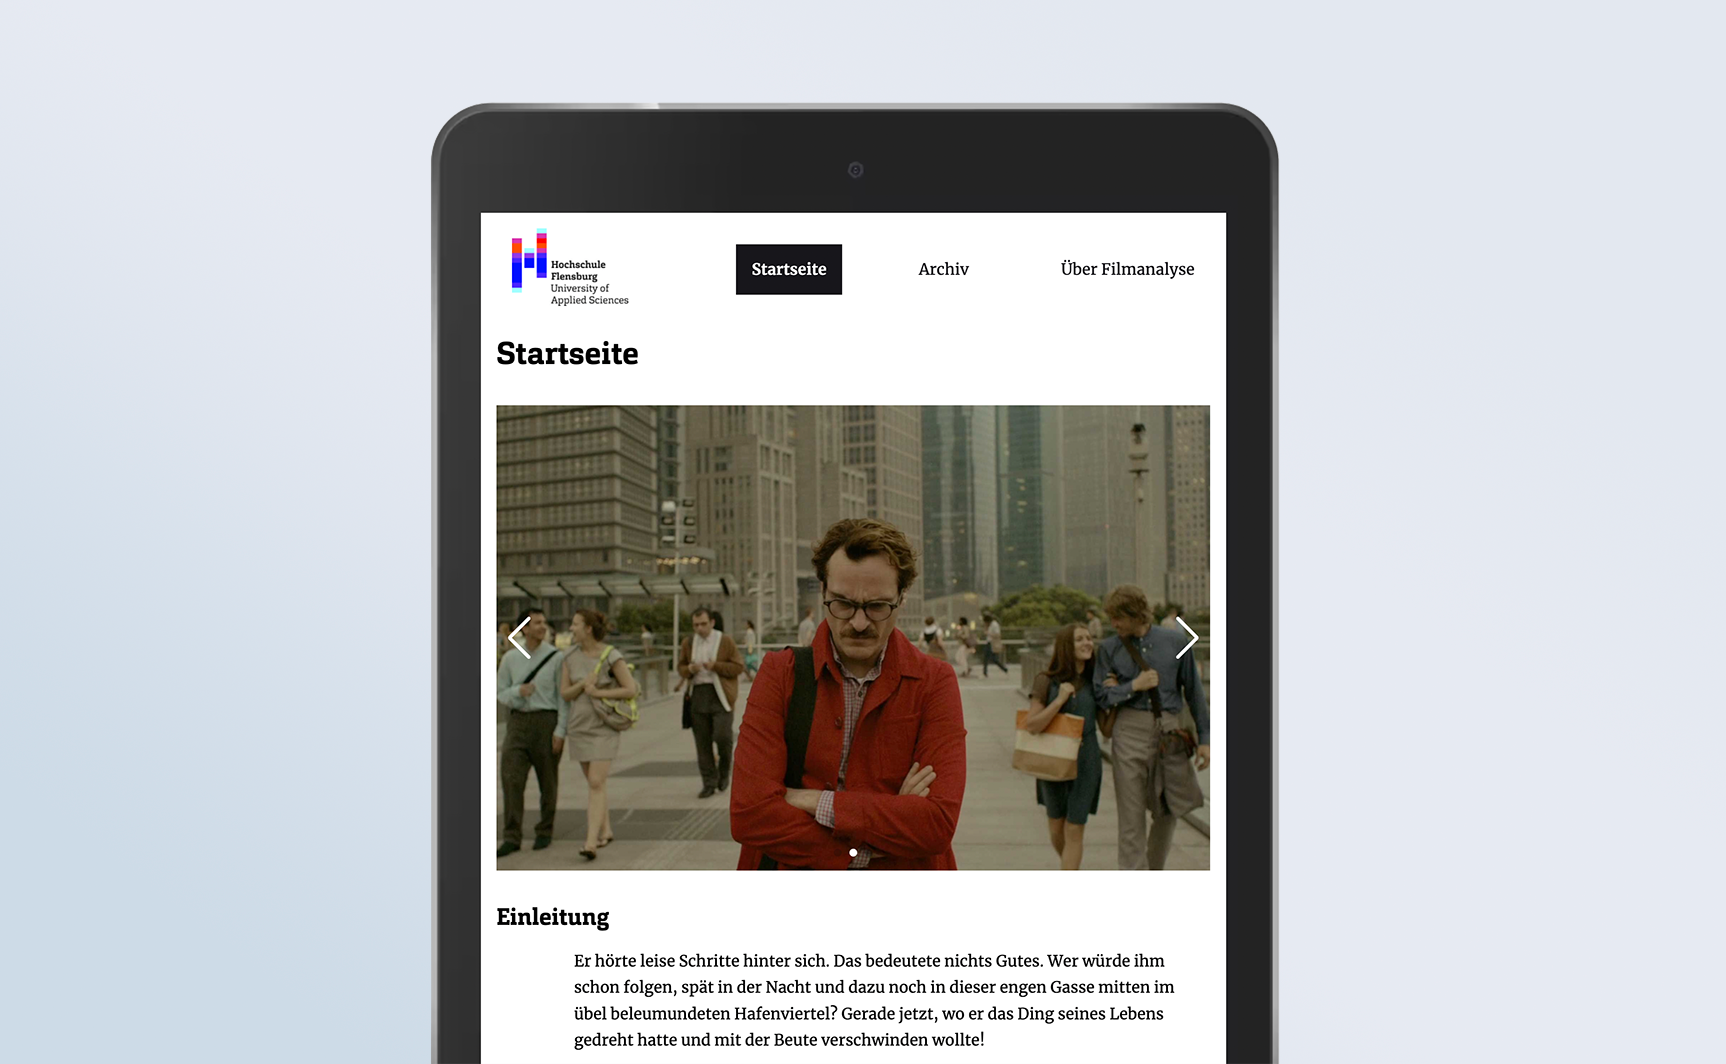 Hochschule
Flensburg
University of
Applied Sciences
Startseite
Archiv
Über Filmanalyse
Startseite
Einleitung
Er hörte leise Schritte hinter sich. Das bedeutete nichts Gutes. Wer würde ihm
schon folgen, spät in der Nacht und dazu noch in dieser engen Gasse mitten im
übel beleumundeten Hafenviertel? Gerade jetzt, wo er das Ding seines Lebens
gedreht hatte und mit der Beute verschwinden wollte!